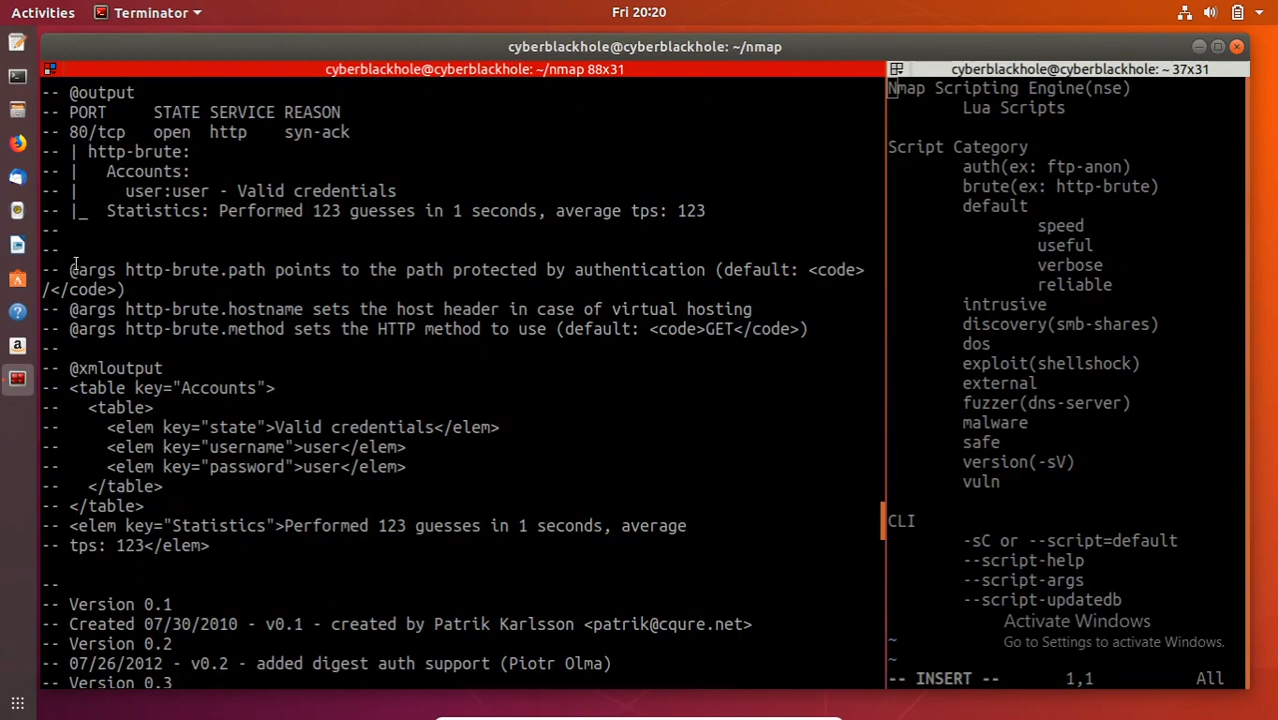 Activities Terminator Fri 20:20
cyberblackhole@cyberblackhole: ~/nmap
cyberblackhole@cyberblackhole: ~/nmap 88x31
-- @output
-- PORT     STATE SERVICE REASON
-- 80/tcp   open  http    syn-ack
-- | http-brute:
-- |   Accounts:
-- |     user:user - Valid credentials
-- |_  Statistics: Performed 123 guesses in 1 seconds, average tps: 123
--
--
-- @args http-brute.path points to the path protected by authentication (default: <code>
/</code>)
-- @args http-brute.hostname sets the host header in case of virtual hosting
-- @args http-brute.method sets the HTTP method to use (default: <code>GET</code>)
--
-- @xmloutput
-- <table key="Accounts">
--   <table>
--     <elem key="state">Valid credentials</elem>
--     <elem key="username">user</elem>
--     <elem key="password">user</elem>
--   </table>
-- </table>
-- <elem key="Statistics">Performed 123 guesses in 1 seconds, average
-- tps: 123</elem>

--
-- Version 0.1
-- Created 07/30/2010 - v0.1 - created by Patrik Karlsson <patrik@cqure.net>
-- Version 0.2
-- 07/26/2012 - v0.2 - added digest auth support (Piotr Olma)
-- Version 0.3
cyberblackhole@cyberblackhole: ~ 37x31
Nmap Scripting Engine(nse)
Lua Scripts
Script Category
auth(ex: ftp-anon)
brute(ex: http-brute)
default
speed
useful
verbose
reliable
intrusive
discovery(smb-shares)
dos
exploit(shellshock)
external
fuzzer(dns-server)
malware
safe
version(-sV)
vuln
CLI
-sC or --script=default
--script-help
--script-args
--script-updatedb
Activate Windows
~ Go to Settings to activate Windows.
~
-- INSERT -- 1,1 All